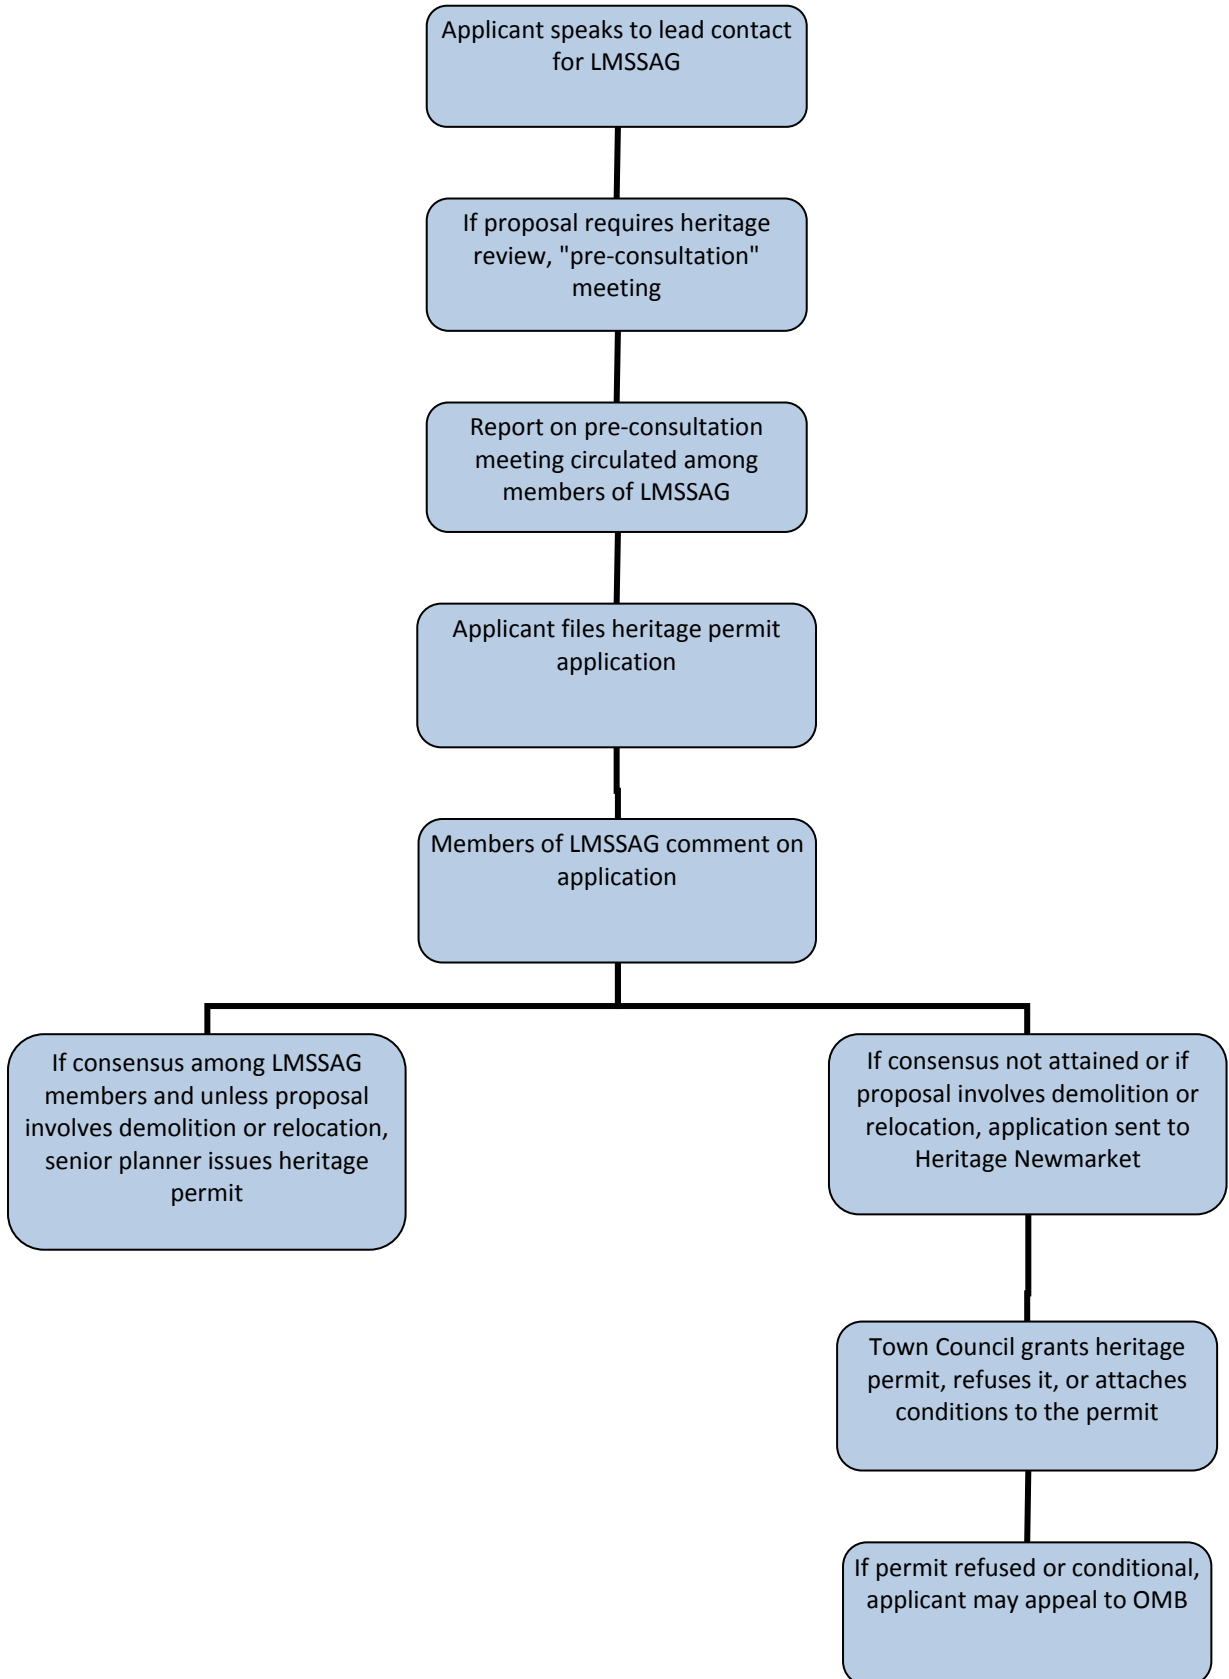 Applicant speaks to lead contact
for LMSSAG
If proposal requires heritage
review, "pre-consultation"
meeting
Report on pre-consultation
meeting circulated among
members of LMSSAG
Applicant files heritage permit
application
Members of LMSSAG comment on
application
If consensus among LMSSAG
members and unless proposal
involves demolition or relocation,
senior planner issues heritage
permit
If consensus not attained or if
proposal involves demolition or
relocation, application sent to
Heritage Newmarket
Town Council grants heritage
permit, refuses it, or attaches
conditions to the permit
If permit refused or conditional,
applicant may appeal to OMB